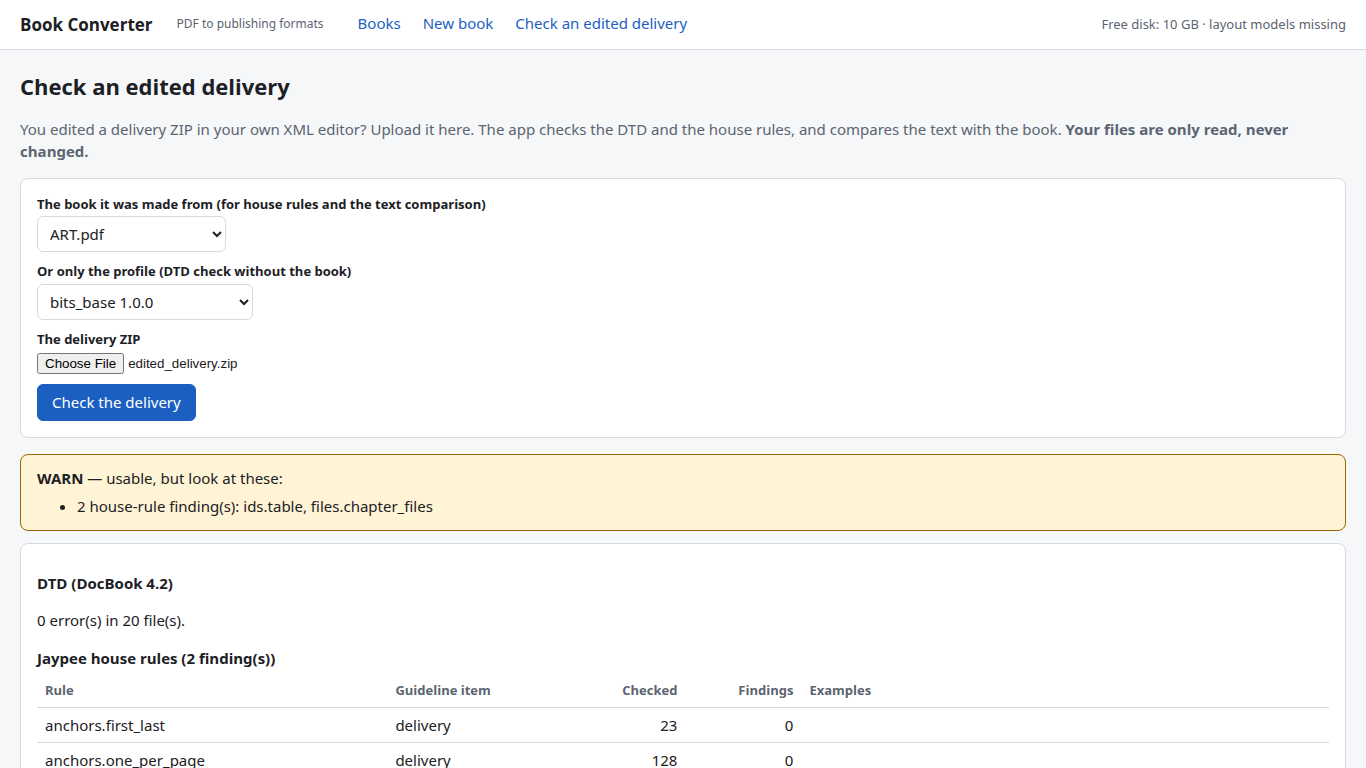 Book Converter PDF to publishing formats Books New book Check an edited delivery Free disk: 10 GB · layout models missing
Check an edited delivery
You edited a delivery ZIP in your own XML editor? Upload it here. The app checks the DTD and the house rules, and compares the text with the book. Your files are only read, never
changed.
The book it was made from (for house rules and the text comparison)
ART.pdf
Or only the profile (DTD check without the book)
bits_base 1.0.0
The delivery ZIP
Choose File edited_delivery.zip
Check the delivery
WARN — usable, but look at these:
• 2 house-rule finding(s): ids.table, files.chapter_files
DTD (DocBook 4.2)
0 error(s) in 20 file(s).
Jaypee house rules (2 finding(s))
Rule Guideline item Checked Findings Examples
anchors.first_last delivery 23 0
anchors.one_per_page delivery 128 0